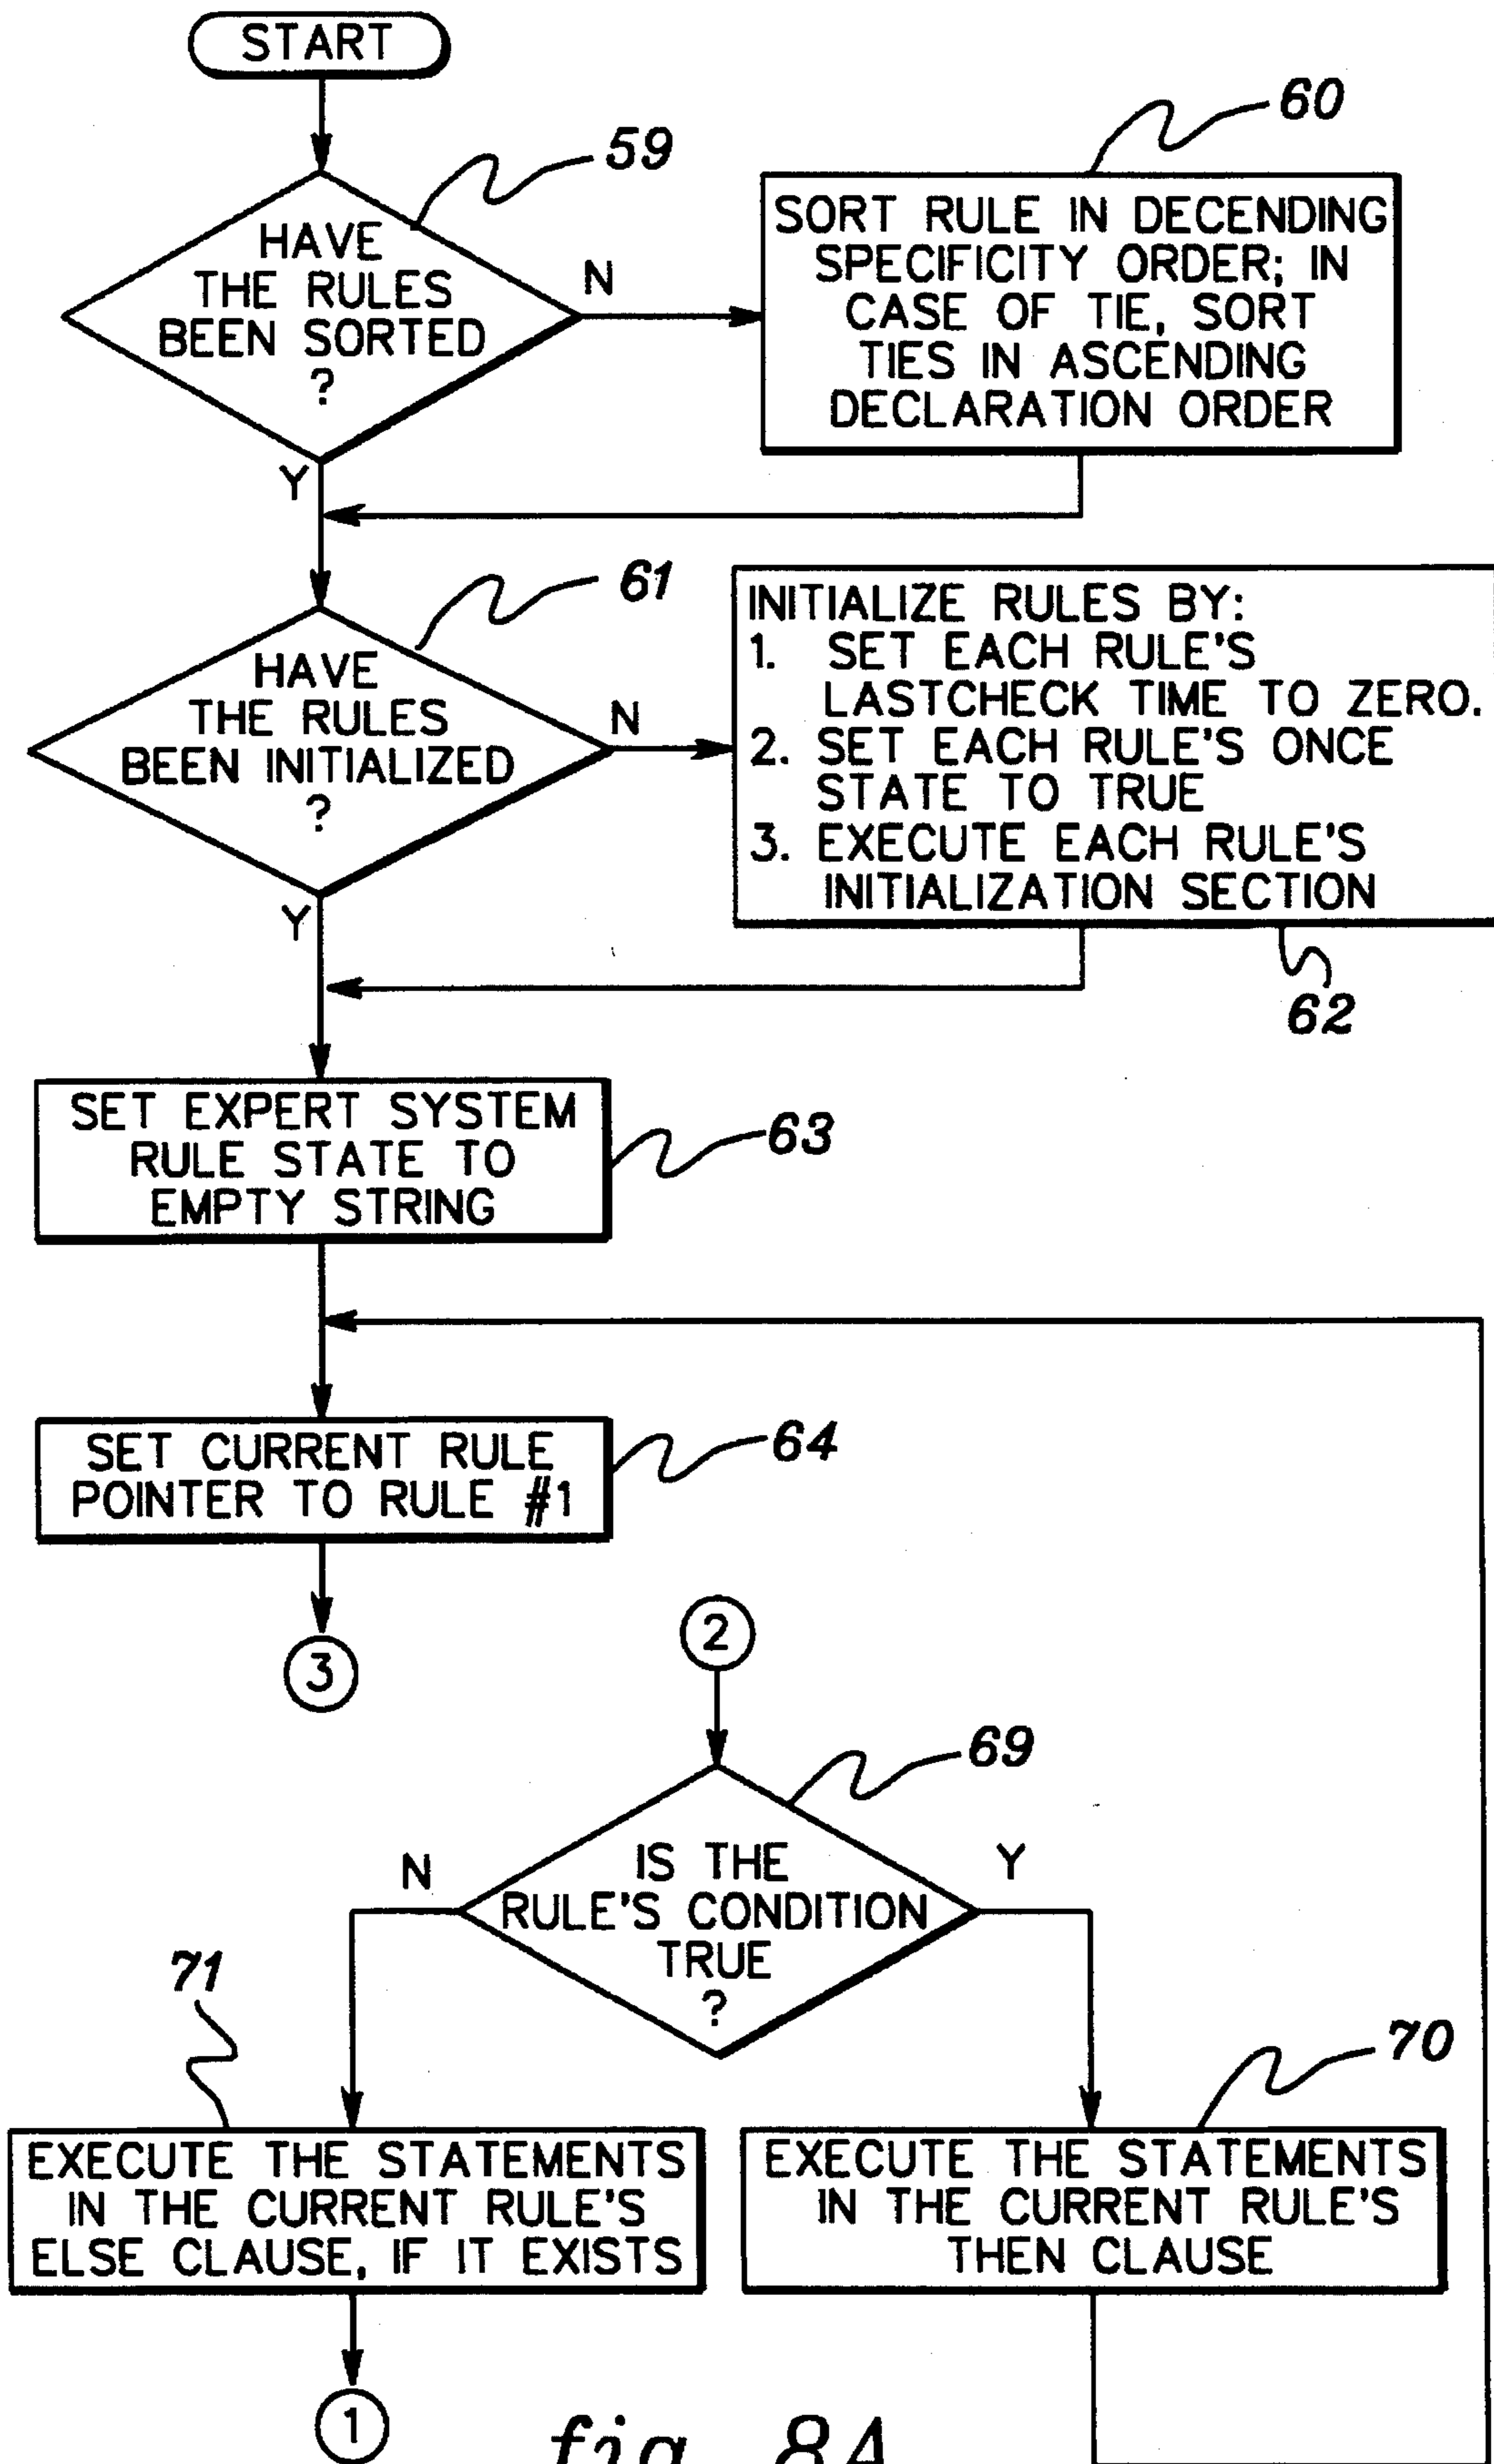 START
59
HAVE
THE RULES
BEEN SORTED
?
N
Y
60
SORT RULE IN DECENDING
SPECIFICITY ORDER; IN
CASE OF TIE, SORT
TIES IN ASCENDING
DECLARATION ORDER
61
HAVE
THE RULES
BEEN INITIALIZED
?
N
Y
INITIALIZE RULES BY:
1. SET EACH RULE'S
LASTCHECK TIME TO ZERO.
2. SET EACH RULE'S ONCE
STATE TO TRUE
3. EXECUTE EACH RULE'S
INITIALIZATION SECTION
62
SET EXPERT SYSTEM
RULE STATE TO
EMPTY STRING
63
SET CURRENT RULE
POINTER TO RULE #1
64
3
2
69
IS THE
RULE'S CONDITION
TRUE
?
N
Y
71
70
EXECUTE THE STATEMENTS
IN THE CURRENT RULE'S
ELSE CLAUSE, IF IT EXISTS
EXECUTE THE STATEMENTS
IN THE CURRENT RULE'S
THEN CLAUSE
1
fig. 8A